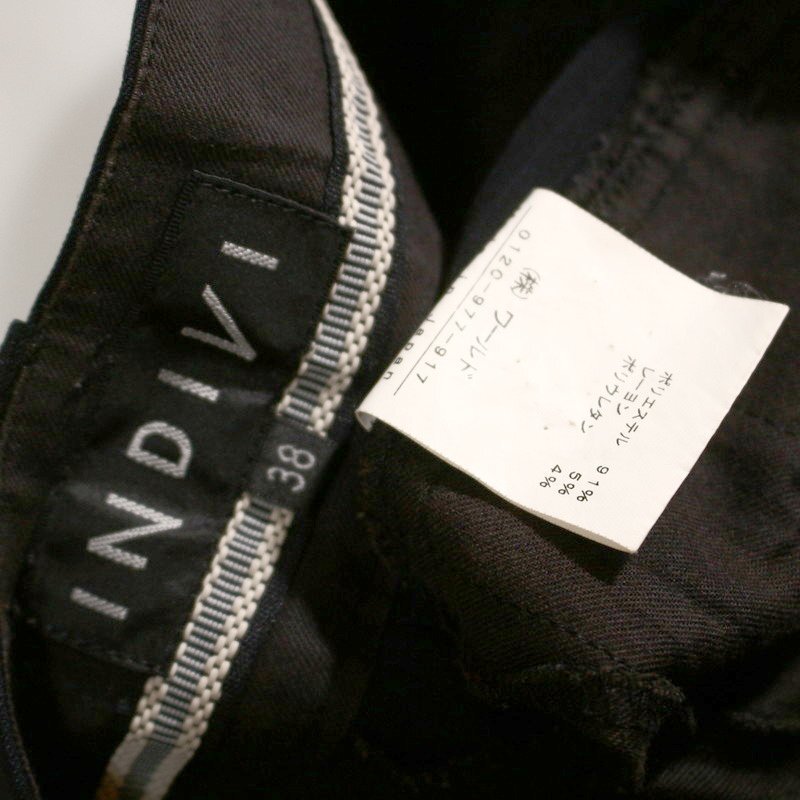 INDIVI
38
ポリエステル 91%
レーヨン 5%
ポリウレタン 4%
(株) ワールド
0120-977-917
Japan